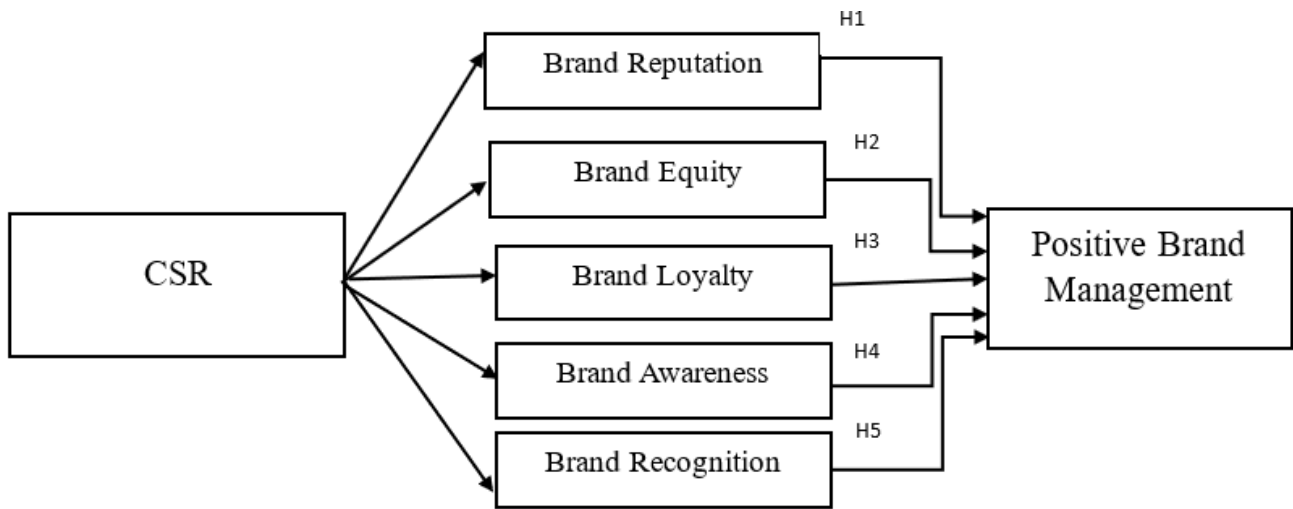 H1
Brand Reputation
H2
Brand Equity
H3
CSR
Brand Loyalty
Positive Brand
Management
H4
Brand Awareness
H5
Brand Recognition